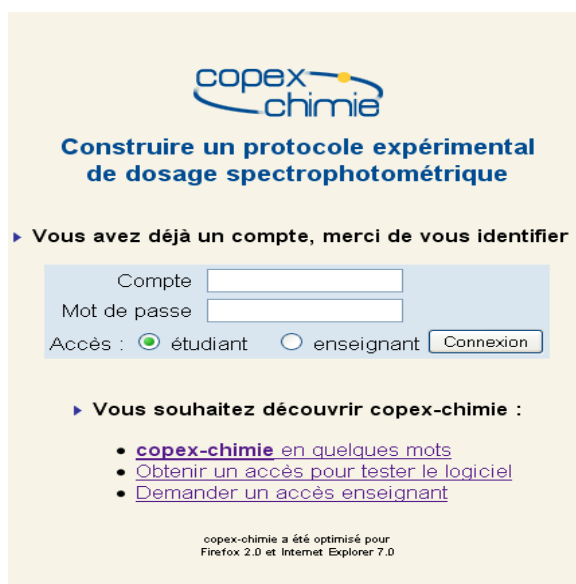 copex
chimie
Construire un protocole expérimental
de dosage spectrophotométrique
Vous avez déjà un compte, merci de vous identifier
Compte
Mot de passe
Accès : étudiant enseignant Connexion
Vous souhaitez découvrir copex-chimie :
copex-chimie en quelques mots
Obtenir un accès pour tester le logiciel
Demander un accès enseignant
copex-chimie a été optimisé pour
Firefox 2.0 et Internet Explorer 7.0